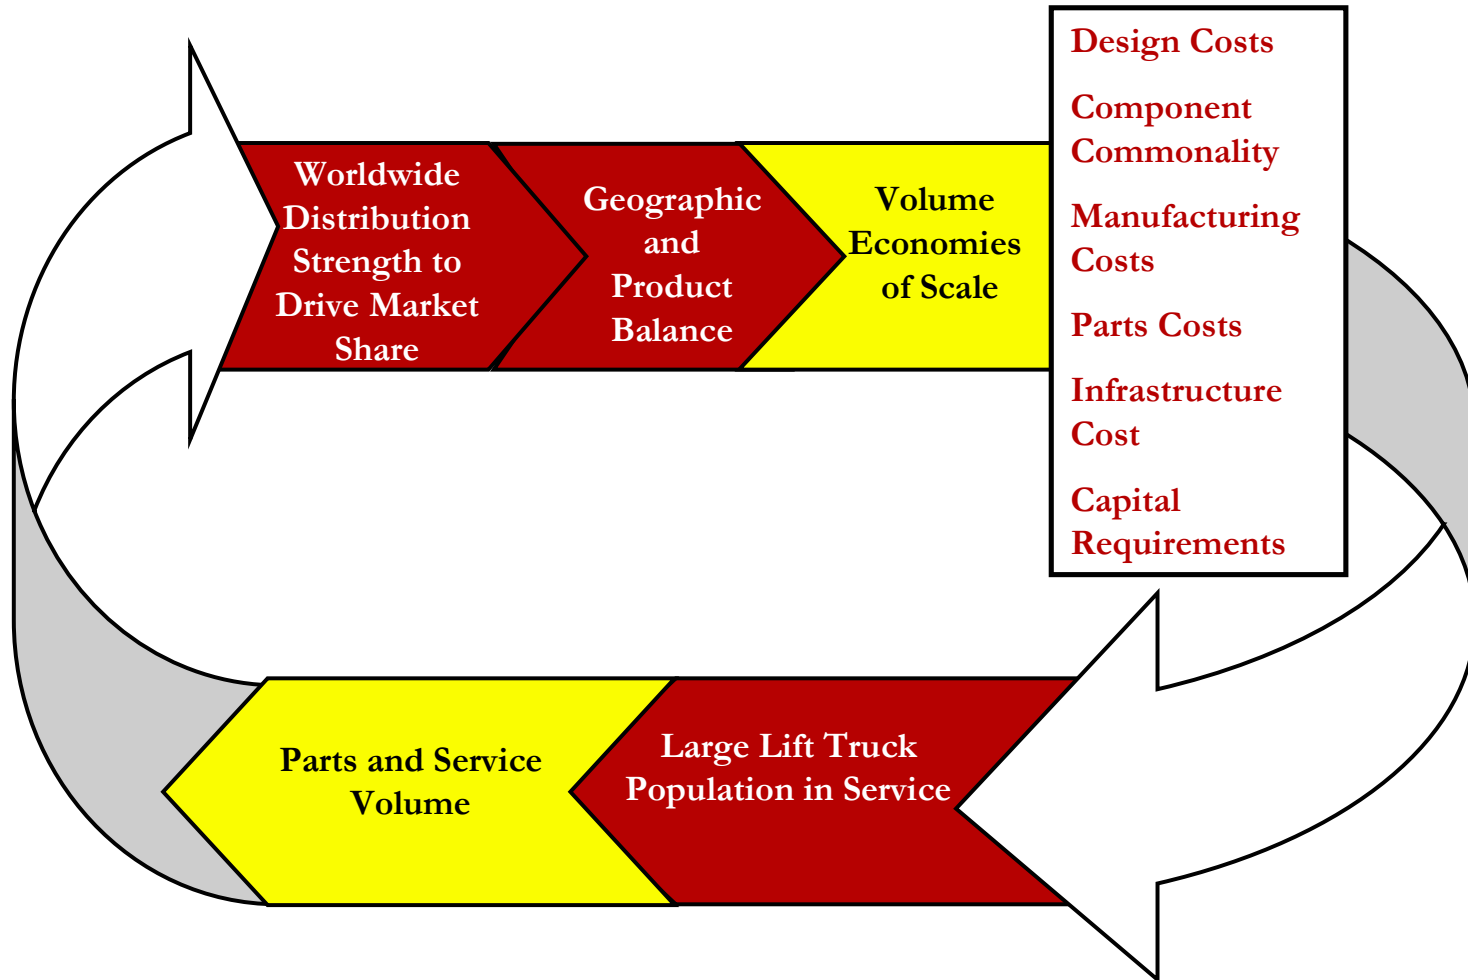 Worldwide
Distribution
Strength to
Drive Market
Share
Geographic
and
Product
Balance
Volume
Economies
of Scale
Design Costs
Component
Commonality
Manufacturing
Costs
Parts Costs
Infrastructure
Cost
Capital
Requirements
Large Lift Truck
Population in Service
Parts and Service
Volume